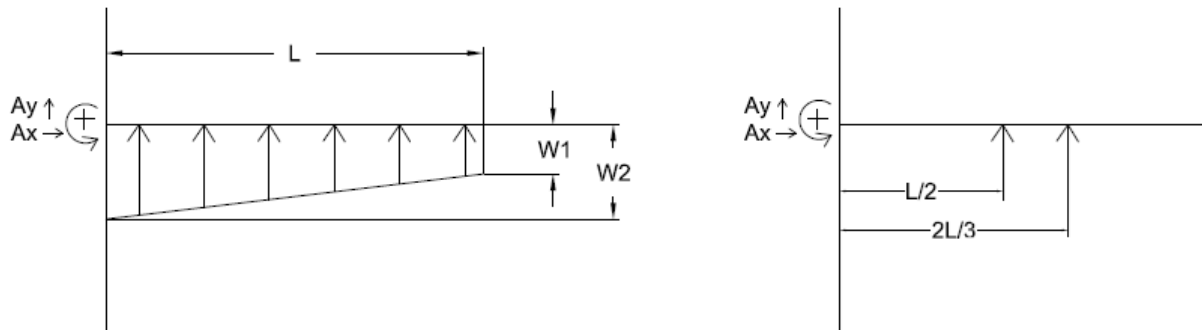 L
Ay ↑
Ax →
+
W1
W2
Ay ↑
Ax →
+
L/2
2L/3